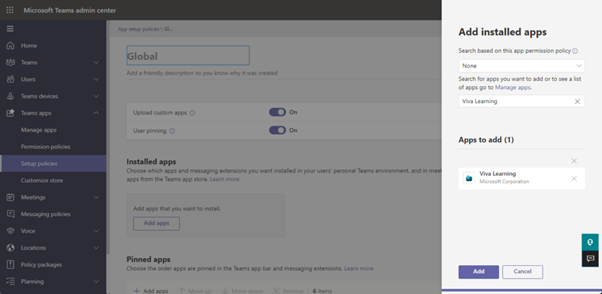 Microsoft Teams admin center
Home
Teams
Users
Teams devices
Teams apps
Manage apps
Permission policies
Setup policies
Customize store
Meetings
Messaging policies
Voice
Locations
Policy packages
Planning
App setup policies \ Gl...
Global
Add a friendly description so you know why it was created
Upload custom apps
On
User pinning
On
Installed apps
Choose which apps and messaging extensions you want installed in your users' personal Teams environment, and in meet
apps from the Teams app store. Learn more
Add apps that you want to install.
Add apps
Pinned apps
Choose the order apps are pinned in the Teams app bar and messaging extensions. Learn more
+ Add apps
↑ Move up
↓ Move down
Remove
6 items
Add installed apps
Search based on this app permission policy
None
Search for apps you want to add or to see a
list of apps go to Manage apps.
Viva Learning
Apps to add (1)
Viva Learning
Microsoft Corporation
Add
Cancel